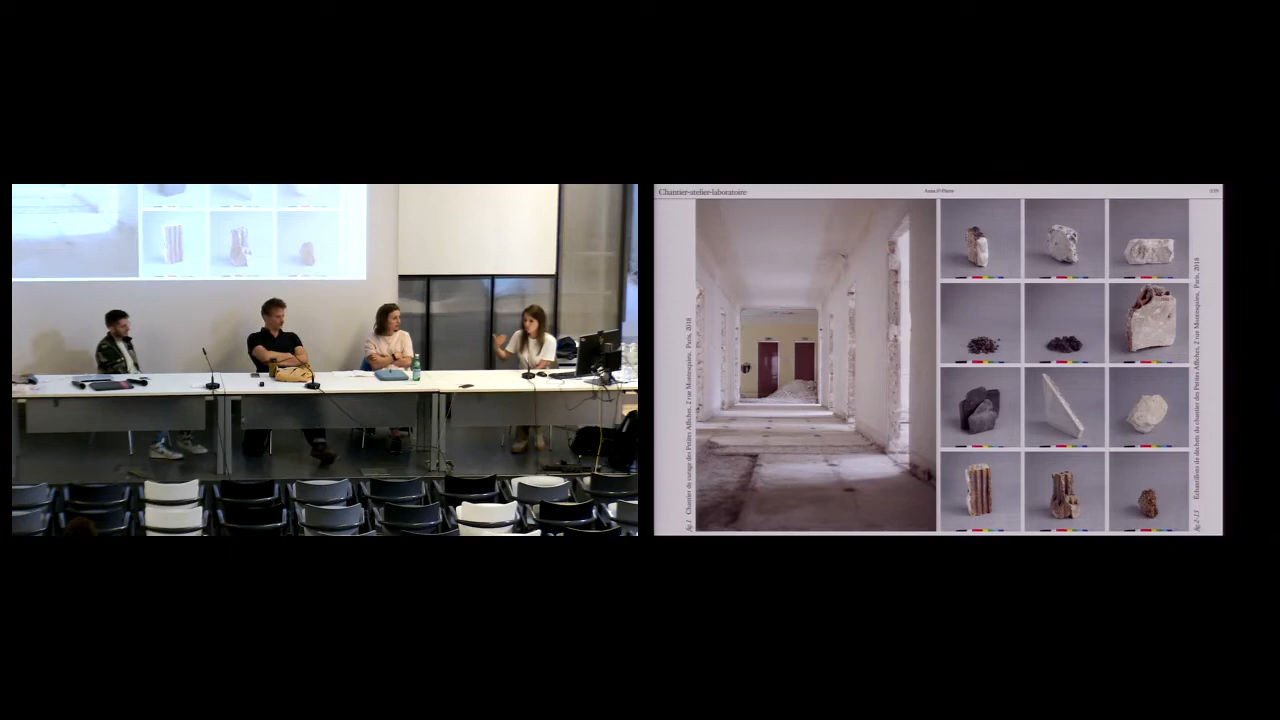 Chantier-atelier-laboratoire
Anna & Pierre
Fig. 1 Chantier de curage des Petites Affiches, 2 rue Montesquieu, Paris, 2018
Fig. 2-13 Échantillons de déchets du chantier des Petites Affiches, 2 rue Montesquieu, Paris, 2018